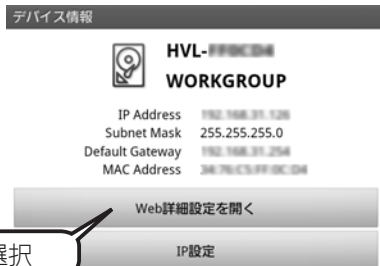 デバイス情報
HVL-
WORKGROUP
IP Address
Subnet Mask 255.255.255.0
Default Gateway
MAC Address
Web詳細設定を開く
選択
IP設定